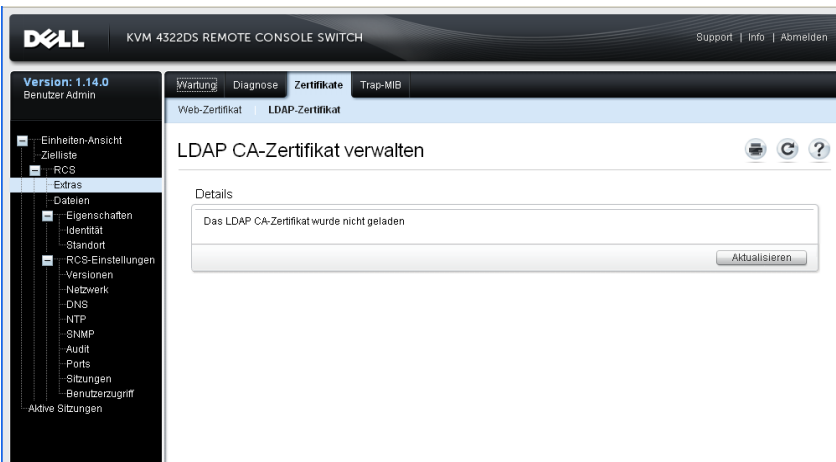 DELL KVM 4322DS REMOTE CONSOLE SWITCH Support | Info | Abmelden
Version: 1.14.0
Benutzer Admin
Wartung Diagnose Zertifikate Trap-MIB
Web-Zertifikat LDAP-Zertifikat
Einheiten-Ansicht
Zielliste
RCS
Extras
Dateien
Eigenschaften
Identität
Standort
RCS-Einstellungen
Versionen
Netzwerk
DNS
NTP
SNMP
Audit
Ports
Sitzungen
Benutzerzugriff
Aktive Sitzungen
LDAP CA-Zertifikat verwalten
Details
Das LDAP CA-Zertifikat wurde nicht geladen
Aktualisieren